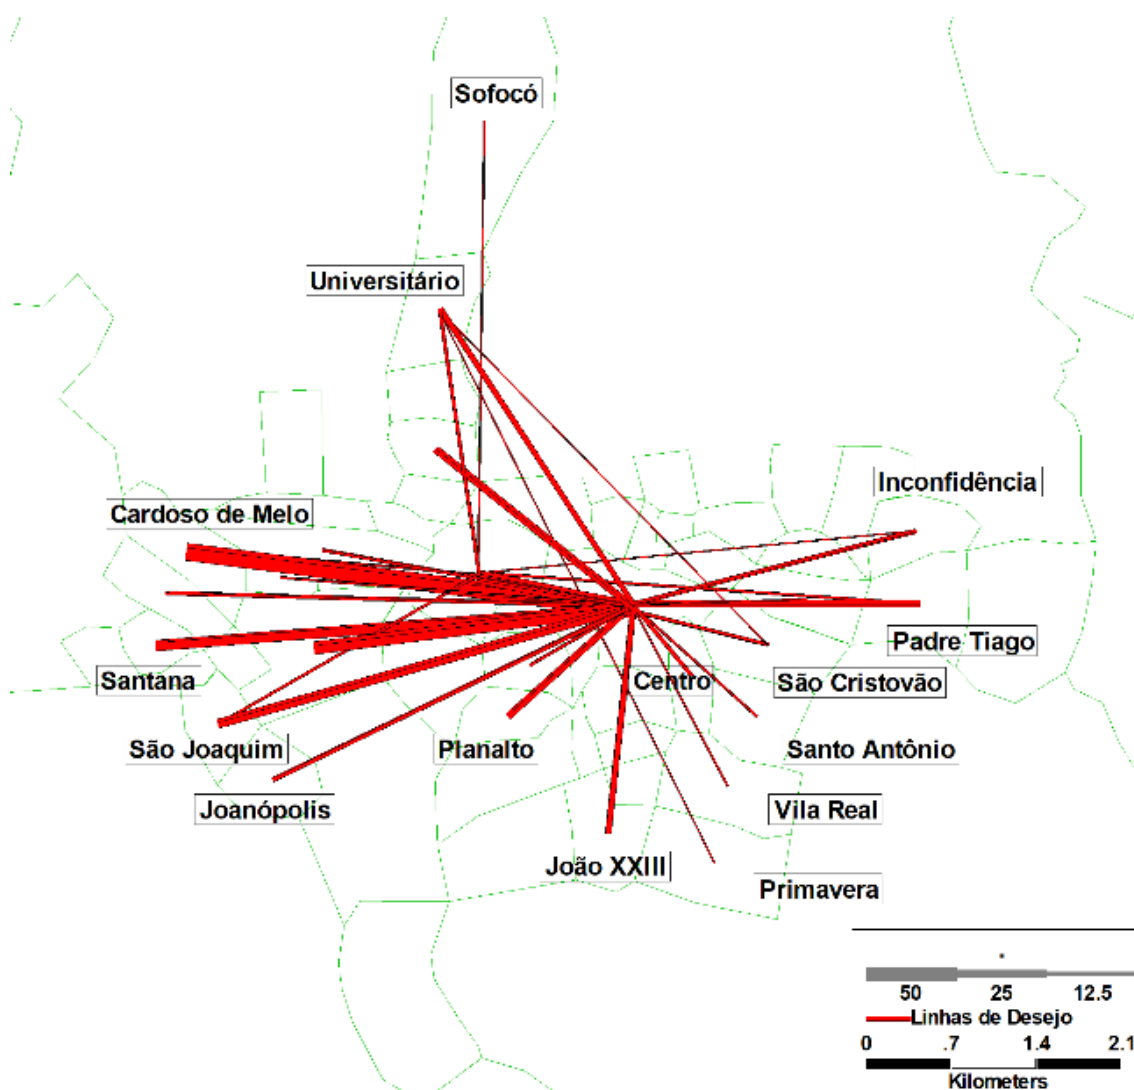 Sofocó
Universitário
Inconfidência
Cardoso de Melo
Padre Tiago
Santana
Centro
São Cristovão
São Joaquim
Planalto
Santo Antônio
Joanópolis
Vila Real
João XXIII
Primavera
50 25 12.5
Linhas de Desejo
0 .7 1.4 2.1
Kilometers